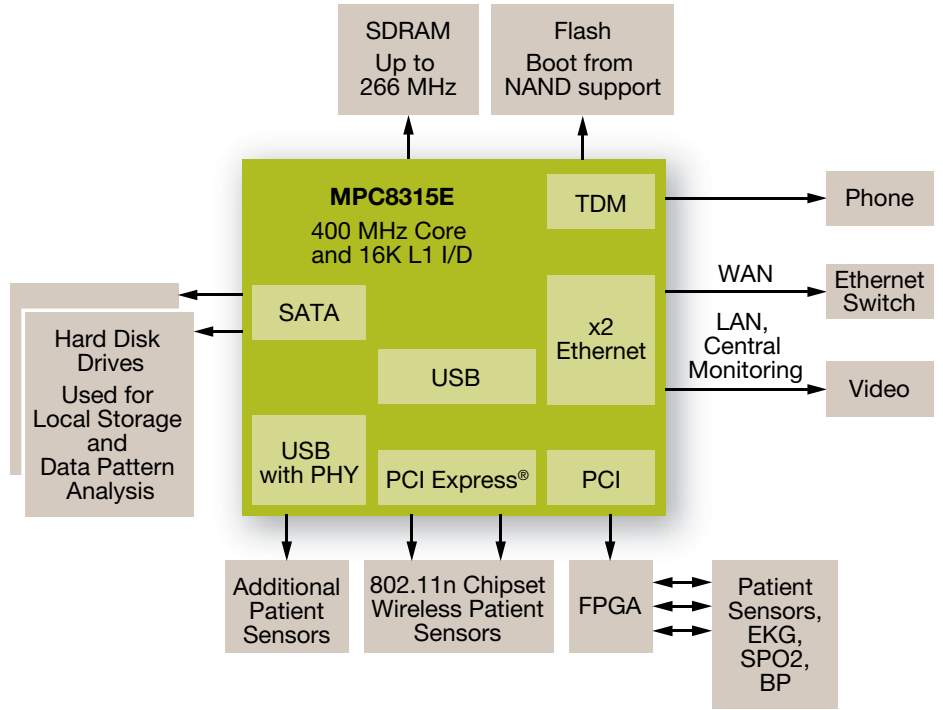 SDRAM
Up to
266 MHz
Flash
Boot from
NAND support
MPC8315E
400 MHz Core
and 16K L1 I/D
TDM
Phone
SATA
x2
Ethernet
WAN
Ethernet
Switch
LAN,
Central
Monitoring
Video
Hard Disk
Drives
Used for
Local Storage
and
Data Pattern
Analysis
USB
USB
with PHY
PCI Express®
PCI
Additional
Patient
Sensors
802.11n Chipset
Wireless Patient
Sensors
FPGA
Patient
Sensors,
EKG,
SPO2,
BP